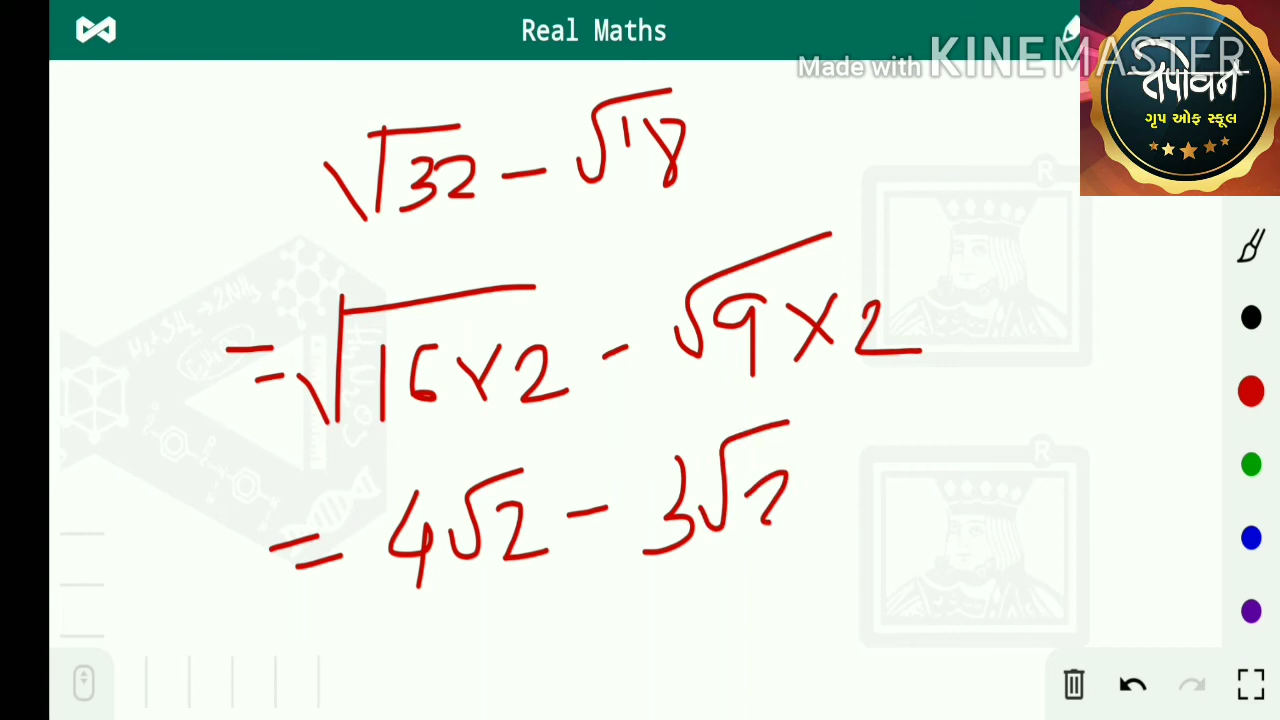 Real Maths
Made with KINEMASTER
તપોવન
ગૃપ ઓફ સ્કૂલ
√32 - √18
= √16×2 - √9×2
= 4√2 - 3√2
R
R